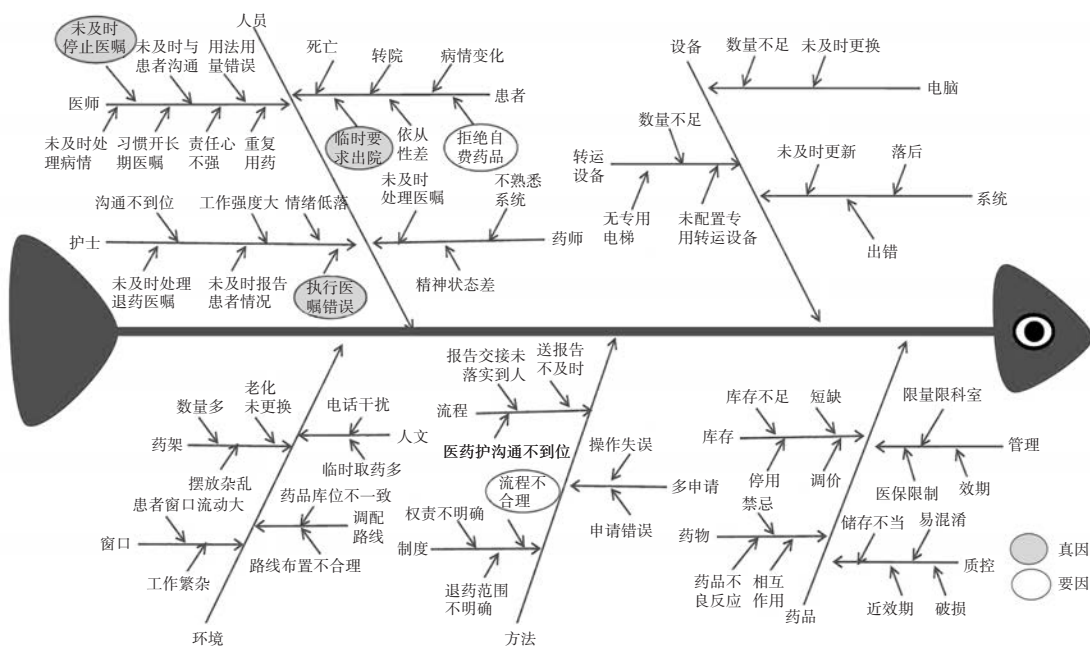 人员
未及时
停止医嘱
未及时与
患者沟通
用法用
量错误
医师
未及时处
理病情
习惯开长
期医嘱
责任心
不强
重复
用药
死亡
转院
病情变化
患者
临时要
求出院
依从
性差
拒绝自
费药品
沟通不到位
工作强度大
情绪低落
护士
未及时处理
退药医嘱
未及时报告
患者情况
执行医
嘱错误
未及时
处理医嘱
不熟悉
系统
药师
精神状态差
设备
数量不足
未及时更换
电脑
数量不足
转运
设备
无专用
电梯
未配置专
用转运设备
未及时更新
落后
系统
出错
数量多
老化
未更换
药架
摆放杂乱
电话干扰
人文
临时取药多
患者窗口流动大
窗口
工作繁杂
药品库位不一致
调配
路线
路线布置不合理
环境
报告交接未
落实到人
送报告
不及时
流程
医药护沟通不到位
操作失误
多申请
申请错误
权责不明确
流程不
合理
制度
退药范围
不明确
方法
库存不足
短缺
库存
停用
调价
限量限科室
管理
医保限制
效期
禁忌
药物
药品不
良反应
相互
作用
储存不当
易混淆
质控
近效期
破损
药品
真因
要因